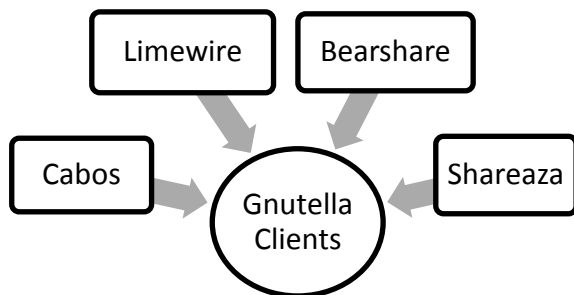 Limewire
Bearshare
Cabos
Shareaza
Gnutella
Clients